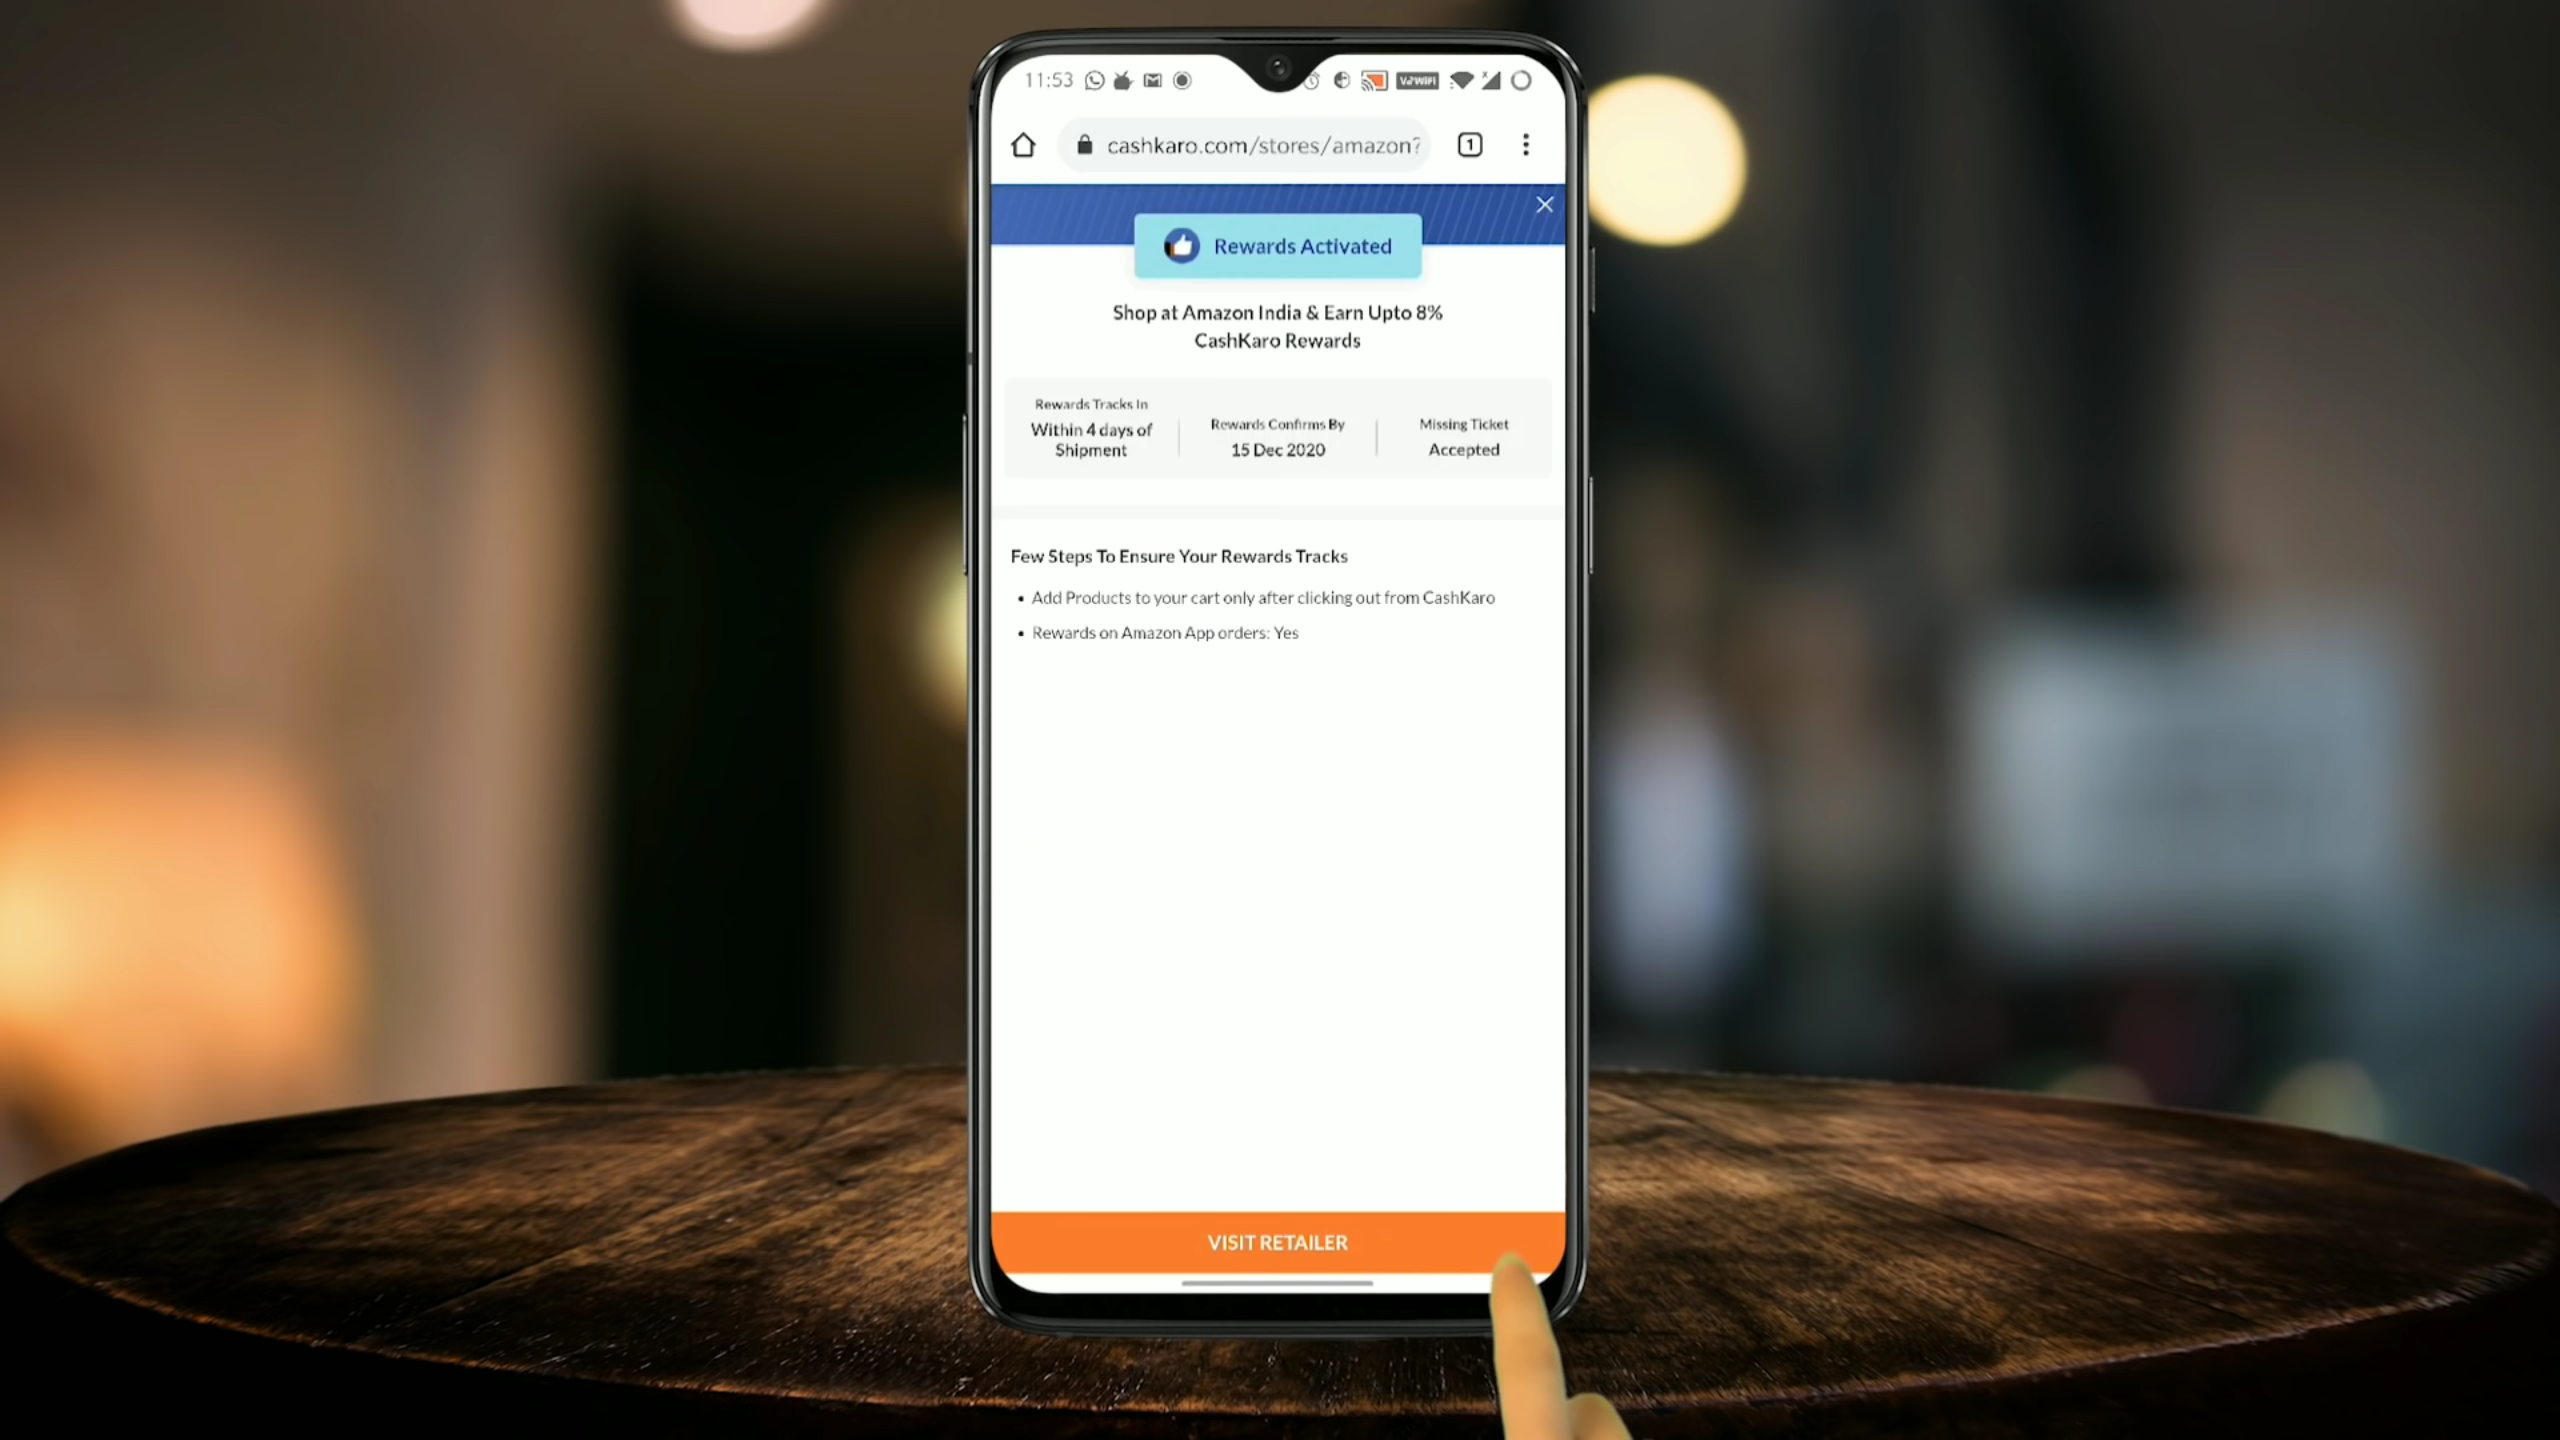 11:53
VoWIFI
cashkaro.com/stores/amazon?
1
Rewards Activated
Shop at Amazon India & Earn Upto 8%
CashKaro Rewards
Rewards Tracks In
Within 4 days of
Shipment
Rewards Confirms By
15 Dec 2020
Missing Ticket
Accepted
Few Steps To Ensure Your Rewards Tracks
• Add Products to your cart only after clicking out from CashKaro
• Rewards on Amazon App orders: Yes
VISIT RETAILER